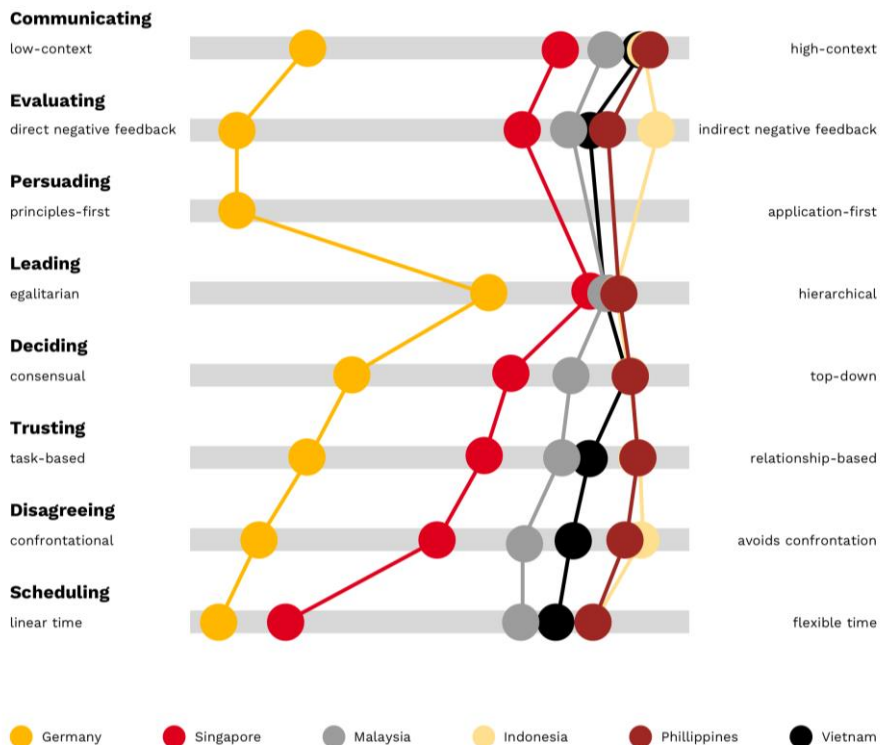 Communicating
low-context
high-context
Evaluating
direct negative feedback
indirect negative feedback
Persuading
principles-first
application-first
Leading
egalitarian
hierarchical
Deciding
consensual
top-down
Trusting
task-based
relationship-based
Disagreeing
confrontational
avoids confrontation
Scheduling
linear time
flexible time
Germany
Singapore
Malaysia
Indonesia
Phillippines
Vietnam